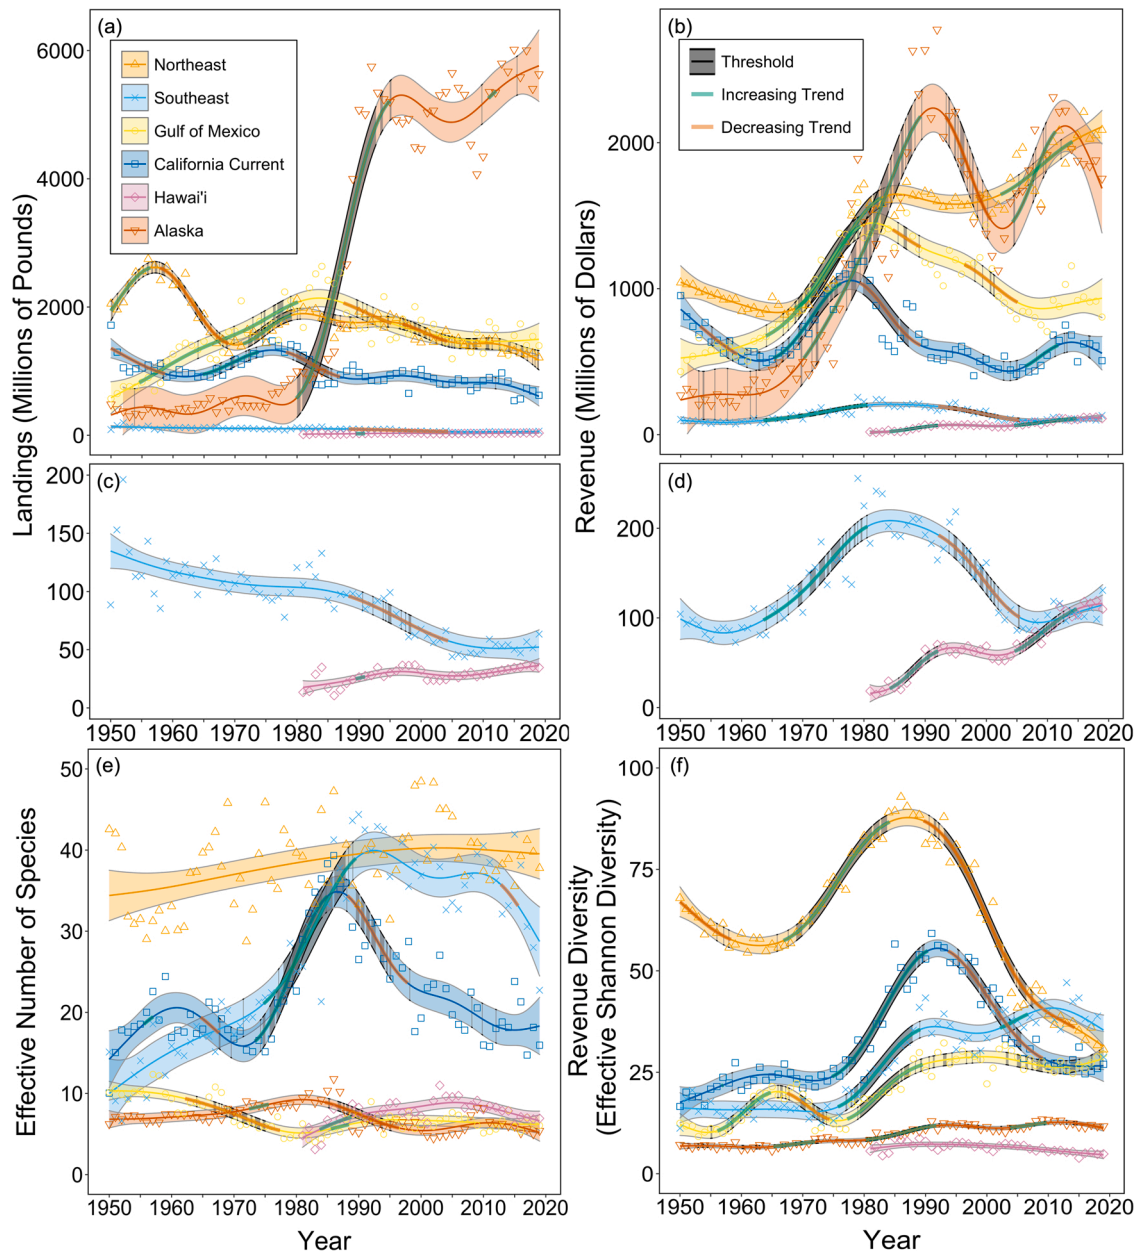 (a)
Northeast
Southeast
Gulf of Mexico
California Current
Hawai'i
Alaska
6000
4000
2000
0
Landings (Millions of Pounds)
(b)
Threshold
Increasing Trend
Decreasing Trend
2000
1000
0
Revenue (Millions of Dollars)
(c)
200
150
100
50
0
1950 1960 1970 1980 1990 2000 2010 2020
(d)
200
100
0
1950 1960 1970 1980 1990 2000 2010 2020
(e)
50
40
30
20
10
0
Effective Number of Species
1950 1960 1970 1980 1990 2000 2010 2020
Year
(f)
100
75
50
25
0
Revenue Diversity
(Effective Shannon Diversity)
1950 1960 1970 1980 1990 2000 2010 2020
Year